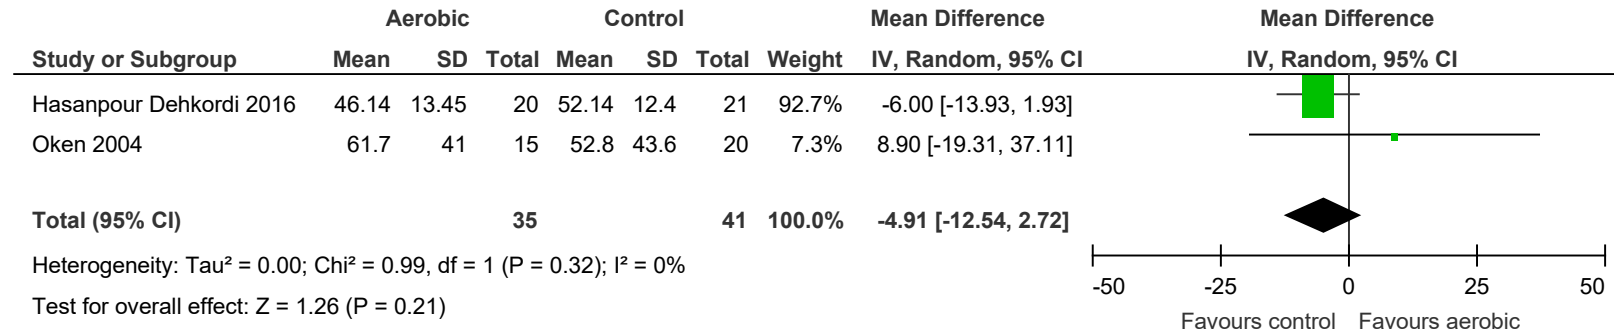 Aerobic Control Mean Difference Mean Difference
Study or Subgroup Mean SD Total Mean SD Total Weight IV, Random, 95% CI IV, Random, 95% CI
Hasanpour Dehkordi 2016 46.14 13.45 20 52.14 12.4 21 92.7% -6.00 [-13.93, 1.93]
Oken 2004 61.7 41 15 52.8 43.6 20 7.3% 8.90 [-19.31, 37.11]
Total (95% CI) 35 41 100.0% -4.91 [-12.54, 2.72]
Heterogeneity: Tau² = 0.00; Chi² = 0.99, df = 1 (P = 0.32); I² = 0%
Test for overall effect: Z = 1.26 (P = 0.21)
-50 -25 0 25 50
Favours control Favours aerobic